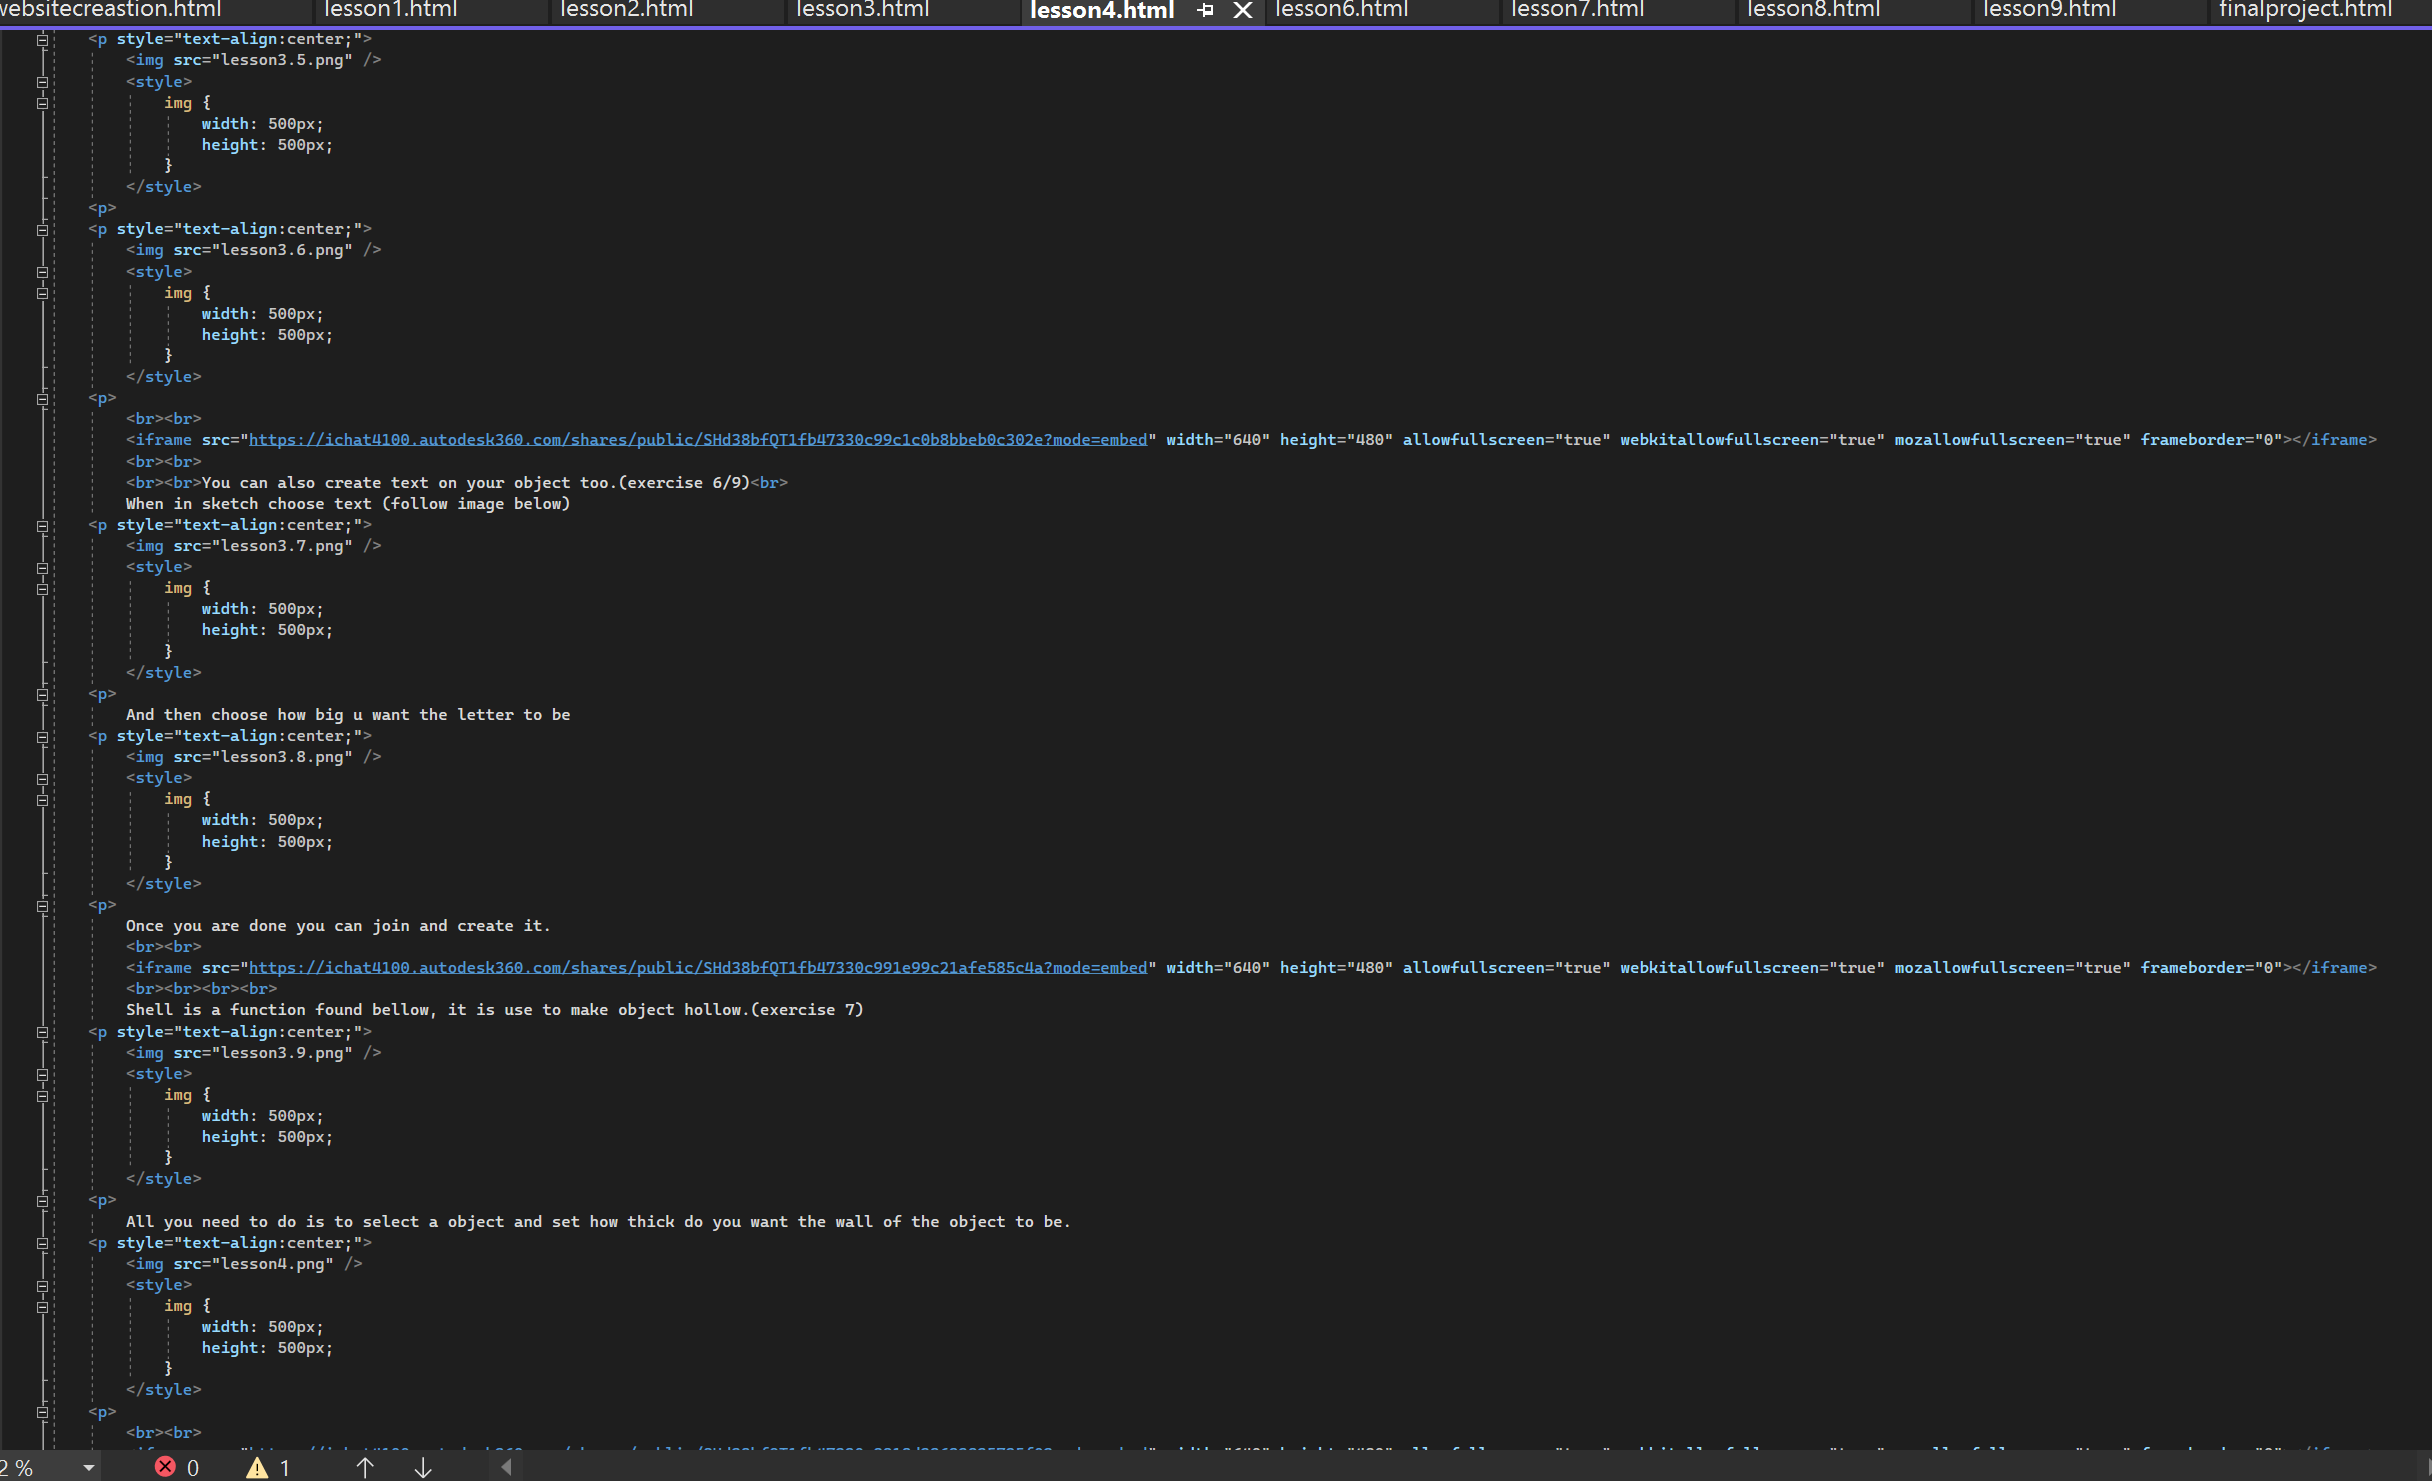 websitecreastion.html lesson1.html lesson2.html lesson3.html lesson4.html lesson6.html lesson7.html lesson8.html lesson9.html finalproject.html
<p style="text-align:center;">
<img src="lesson3.5.png" />
<style>
img {
width: 500px;
height: 500px;
}
</style>
<p>
<p style="text-align:center;">
<img src="lesson3.6.png" />
<style>
img {
width: 500px;
height: 500px;
}
</style>
<p>
<br><br>
<iframe src="https://ichat4100.autodesk360.com/shares/public/SHd38bfQT1fb47330c99c1c0b8bbeb0c302e?mode=embed" width="640" height="480" allowfullscreen="true" webkitallowfullscreen="true" mozallowfullscreen="true" frameborder="0"></iframe>
<br><br>
<br><br>You can also create text on your object too.(exercise 6/9)<br>
When in sketch choose text (follow image below)
<p style="text-align:center;">
<img src="lesson3.7.png" />
<style>
img {
width: 500px;
height: 500px;
}
</style>
<p>
And then choose how big u want the letter to be
<p style="text-align:center;">
<img src="lesson3.8.png" />
<style>
img {
width: 500px;
height: 500px;
}
</style>
<p>
Once you are done you can join and create it.
<br><br>
<iframe src="https://ichat4100.autodesk360.com/shares/public/SHd38bfQT1fb47330c991e99c21afe585c4a?mode=embed" width="640" height="480" allowfullscreen="true" webkitallowfullscreen="true" mozallowfullscreen="true" frameborder="0"></iframe>
<br><br><br><br>
Shell is a function found bellow, it is use to make object hollow.(exercise 7)
<p style="text-align:center;">
<img src="lesson3.9.png" />
<style>
img {
width: 500px;
height: 500px;
}
</style>
<p>
All you need to do is to select a object and set how thick do you want the wall of the object to be.
<p style="text-align:center;">
<img src="lesson4.png" />
<style>
img {
width: 500px;
height: 500px;
}
</style>
<p>
<br><br>
2 % 0 1